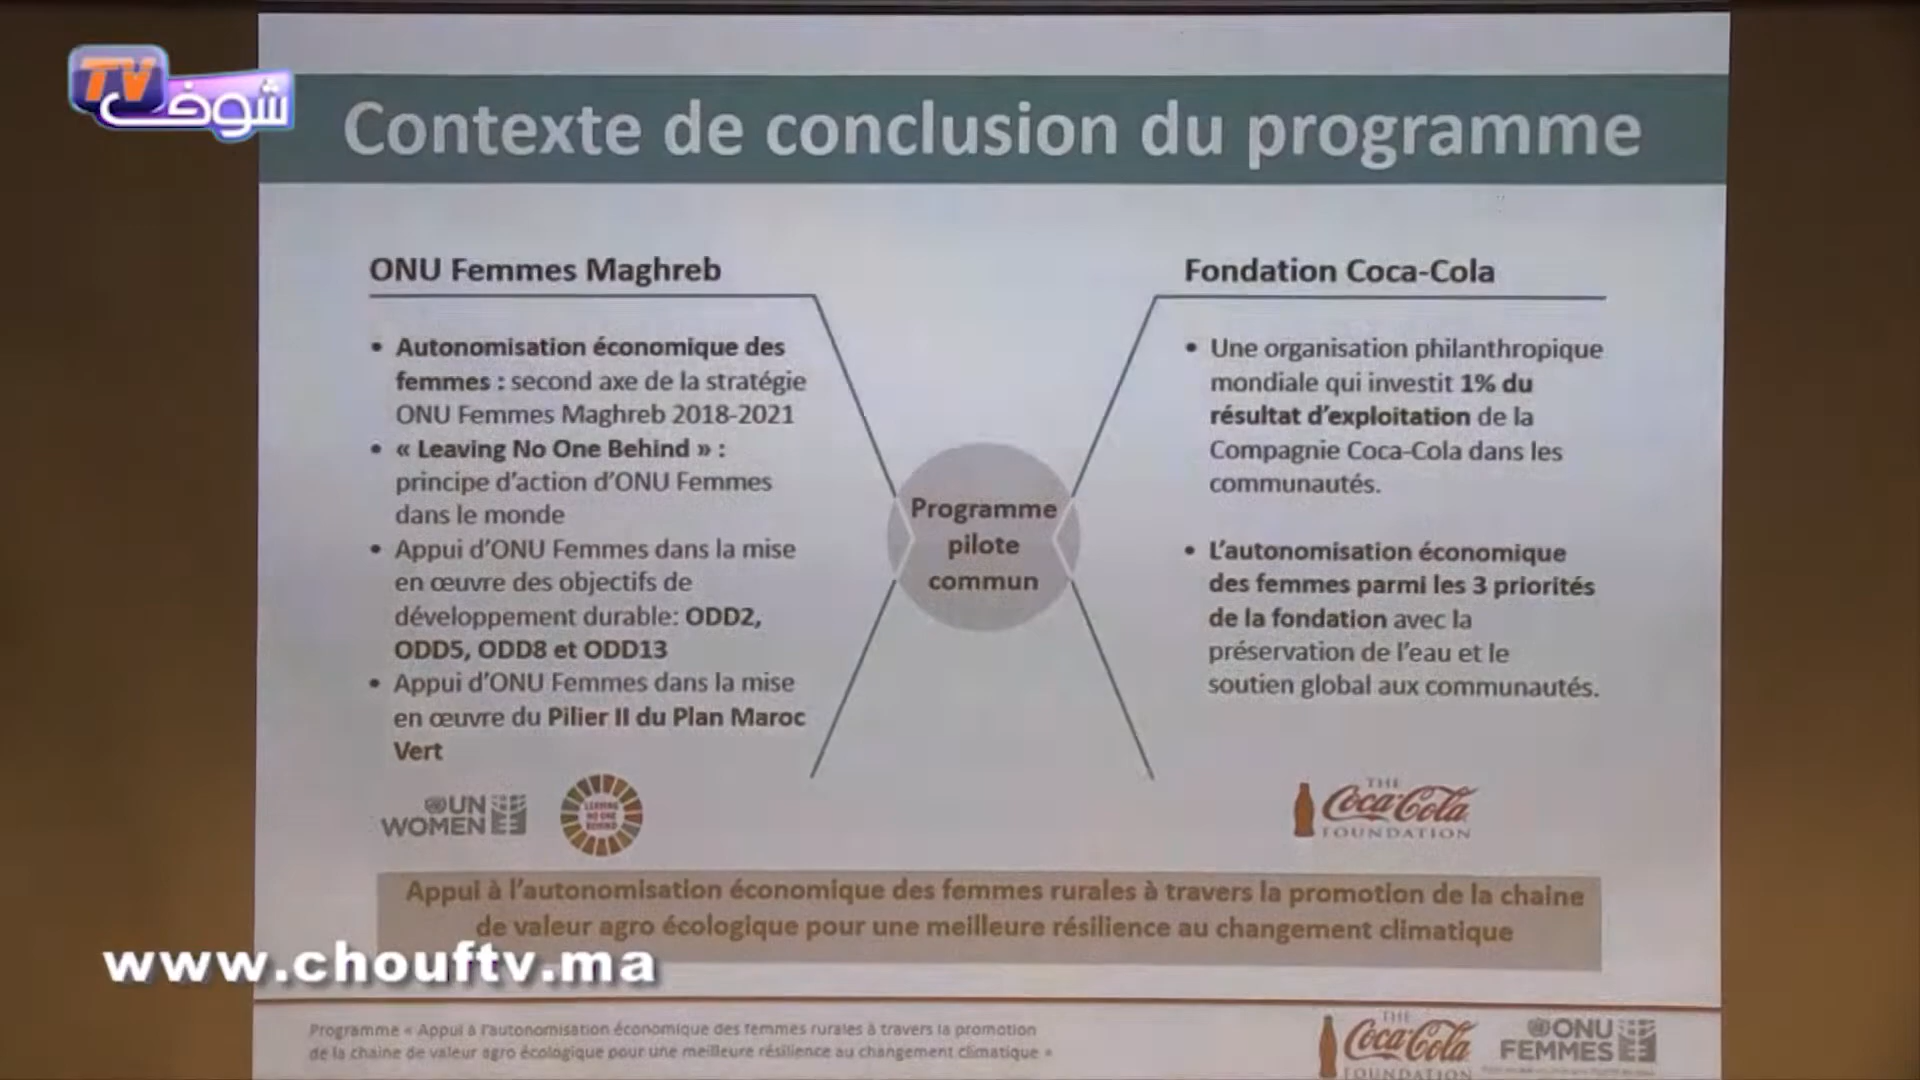 TV
شوف
Contexte de conclusion du programme
ONU Femmes Maghreb
• Autonomisation économique des
femmes : second axe de la stratégie
ONU Femmes Maghreb 2018-2021
• « Leaving No One Behind » :
principe d'action d'ONU Femmes
dans le monde
• Appui d'ONU Femmes dans la mise
en œuvre des objectifs de
développement durable: ODD2,
ODD5, ODD8 et ODD13
• Appui d'ONU Femmes dans la mise
en œuvre du Pilier II du Plan Maroc
Vert
UN
WOMEN
LEAVING
NO ONE
BEHIND
Programme
pilote
commun
Fondation Coca-Cola
• Une organisation philanthropique
mondiale qui investit 1% du
résultat d'exploitation de la
Compagnie Coca-Cola dans les
communautés.
• L'autonomisation économique
des femmes parmi les 3 priorités
de la fondation avec la
préservation de l'eau et le
soutien global aux communautés.
THE
Coca-Cola
FOUNDATION
Appui à l'autonomisation économique des femmes rurales à travers la promotion de la chaine
de valeur agro écologique pour une meilleure résilience au changement climatique
www.chouftv.ma
Programme « Appui à l'autonomisation économique des femmes rurales à travers la promotion
de la chaine de valeur agro écologique pour une meilleure résilience au changement climatique »
THE
Coca-Cola
FOUNDATION
ONU
FEMMES